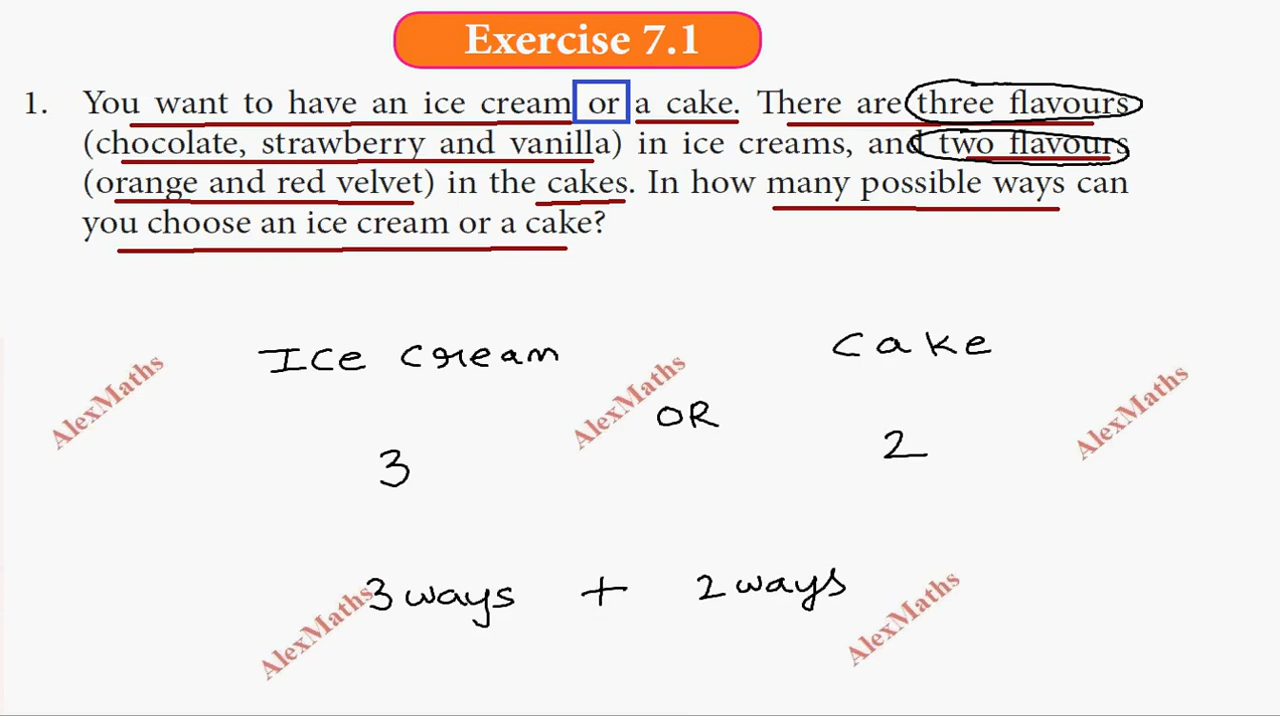 Exercise 7.1
1. You want to have an ice cream or a cake. There are three flavours
(chocolate, strawberry and vanilla) in ice creams, and two flavours
(orange and red velvet) in the cakes. In how many possible ways can
you choose an ice cream or a cake?
Ice cream Cake
AlexMaths AlexMaths AlexMaths
OR
3 2
3 ways + 2 ways
AlexMaths AlexMaths